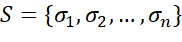 S = {σ₁, σ₂, …, σₙ}